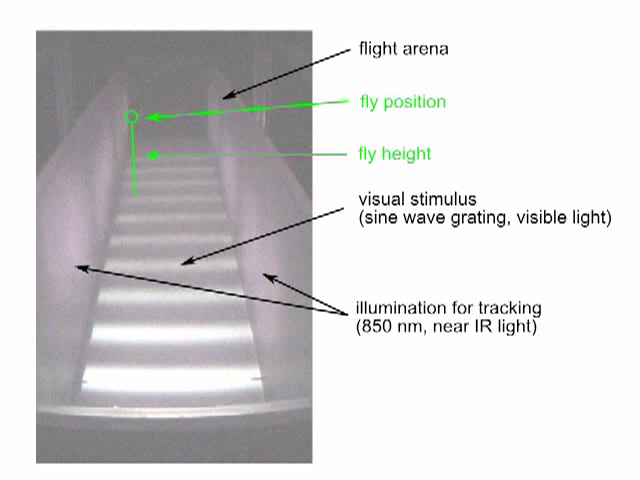 flight arena
fly position
fly height
visual stimulus
(sine wave grating, visible light)
illumination for tracking
(850 nm, near IR light)